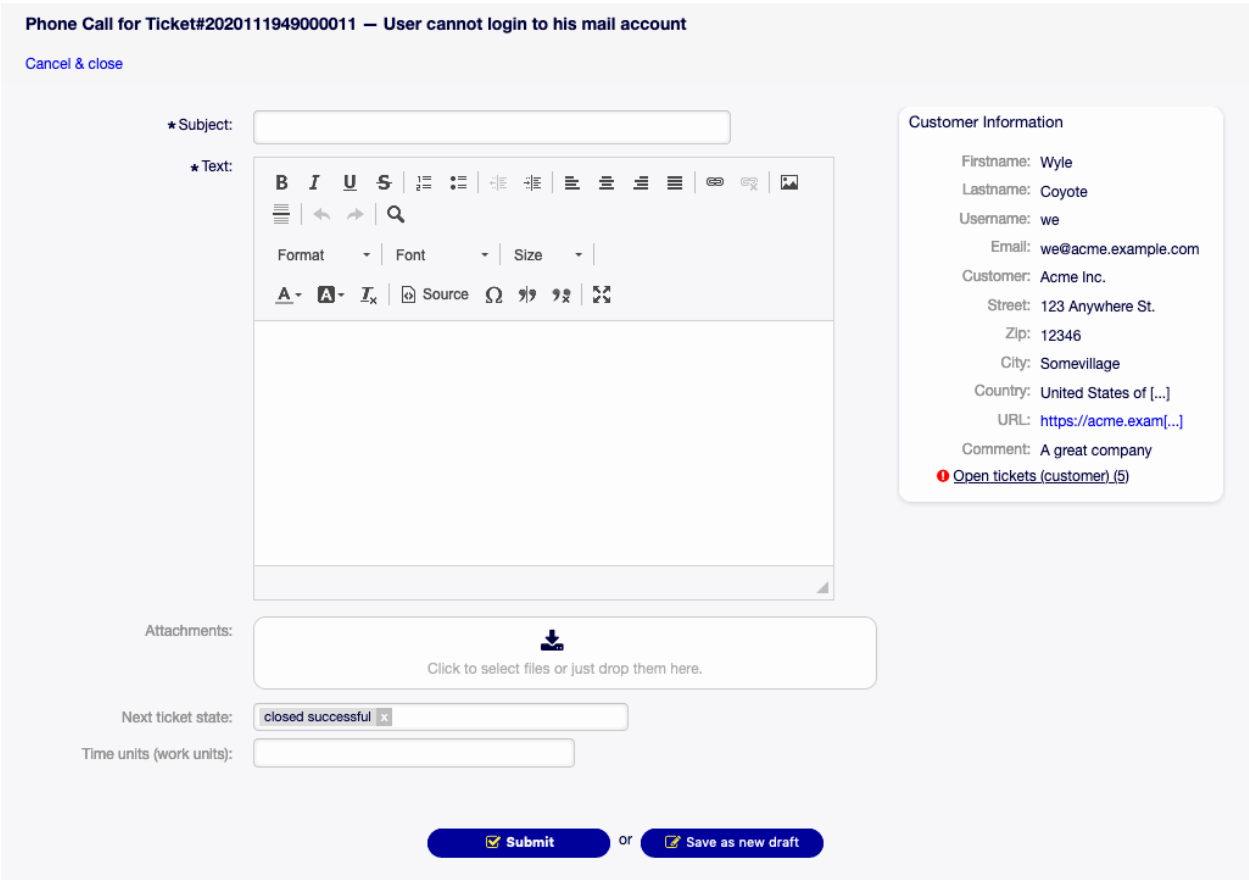 Phone Call for Ticket#2020111949000011 — User cannot login to his mail account
Cancel & close
★ Subject:
★ Text:
B I U S
Format Font Size
A A Ix Source Ω
Attachments:
Click to select files or just drop them here.
Next ticket state: closed successful x
Time units (work units):
Submit or Save as new draft
Customer Information
Firstname: Wyle
Lastname: Coyote
Username: we
Email: we@acme.example.com
Customer: Acme Inc.
Street: 123 Anywhere St.
Zip: 12346
City: Somevillage
Country: United States of [...]
URL: https://acme.exam[...]
Comment: A great company
Open tickets (customer) (5)